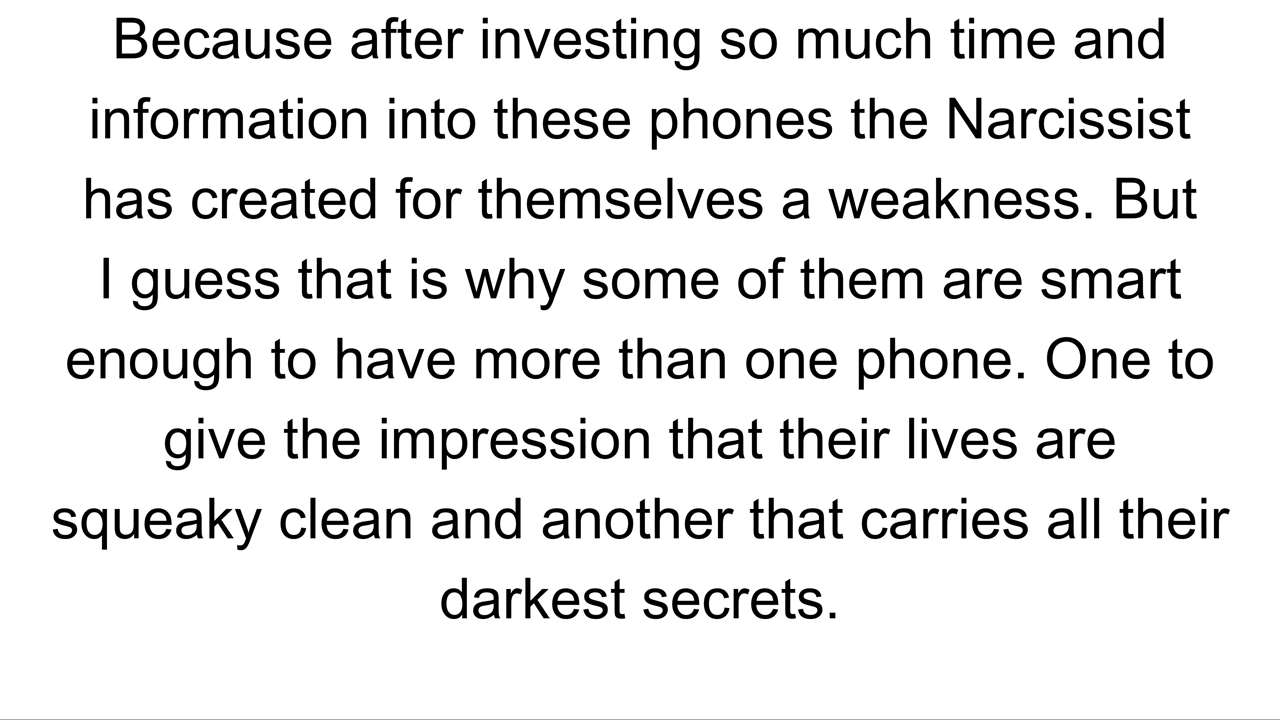 Because after investing so much time and
information into these phones the Narcissist
has created for themselves a weakness. But
I guess that is why some of them are smart
enough to have more than one phone. One to
give the impression that their lives are
squeaky clean and another that carries all their
darkest secrets.